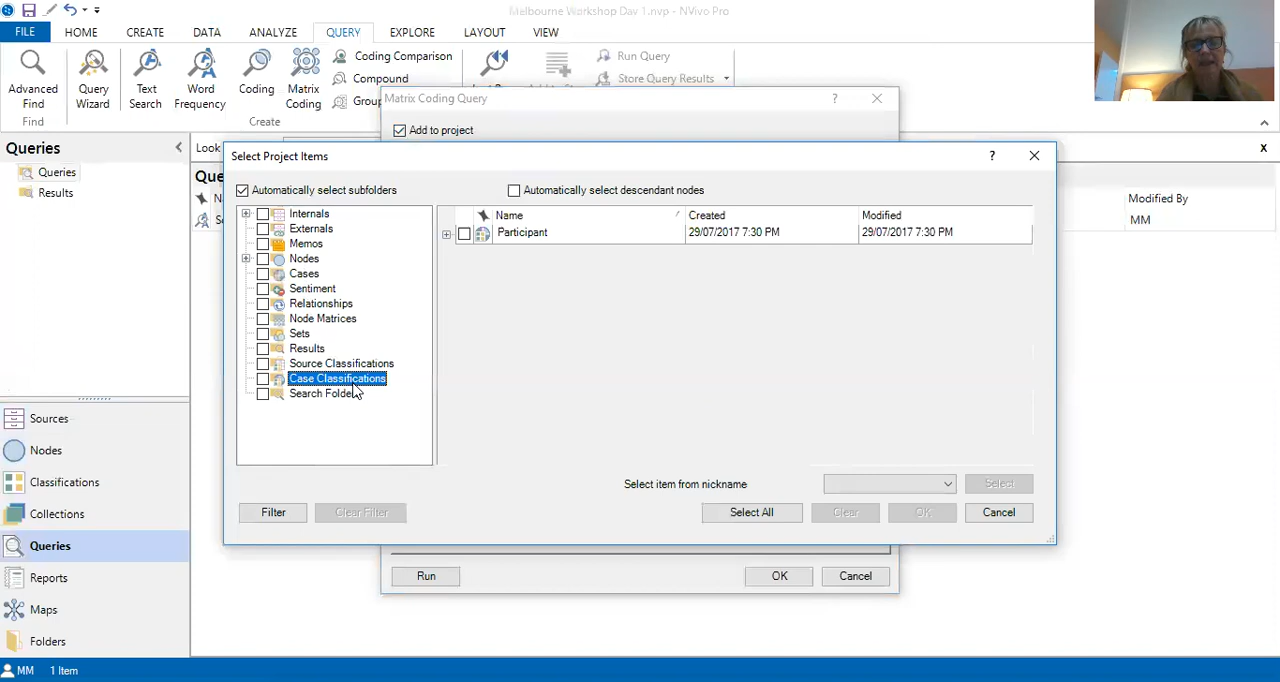 Melbourne Workshop Day 1.nvp - NVivo Pro
FILE HOME CREATE DATA ANALYZE QUERY EXPLORE LAYOUT VIEW
Advanced Find
Query Wizard
Text Search
Word Frequency
Coding
Matrix Coding
Coding Comparison
Compound
Run Query
Store Query Results
Find
Create
Matrix Coding Query ?
Add to project
Queries
Queries
Results
Look
Select Project Items ?
Automatically select subfolders
Automatically select descendant nodes
Internals
Externals
Memos
Nodes
Cases
Sentiment
Relationships
Node Matrices
Sets
Results
Source Classifications
Case Classifications
Search Folders
Name Created Modified
Participant 29/07/2017 7:30 PM 29/07/2017 7:30 PM
Modified By
MM
x
Select item from nickname
Select
Filter
Clear Filter
Select All
Clear
OK
Cancel
Run
OK
Cancel
Sources
Nodes
Classifications
Collections
Queries
Reports
Maps
Folders
MM 1 Item